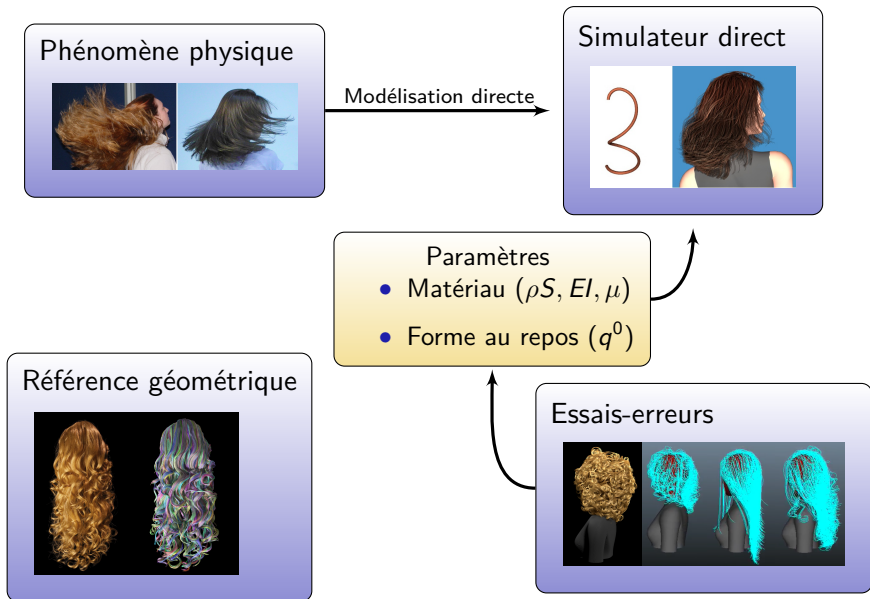 Phénomène physique
Modélisation directe
Simulateur direct
Paramètres
• Matériau (ρS, EI, μ)
• Forme au repos (q⁰)
Référence géométrique
Essais-erreurs